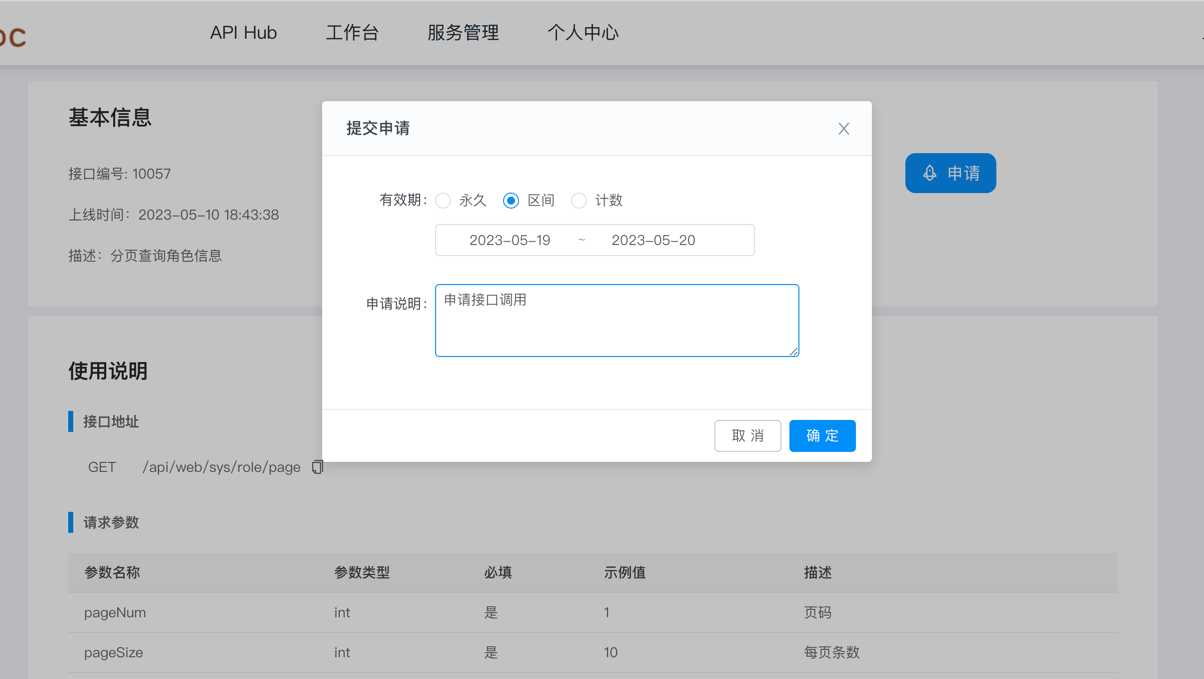 API Hub 工作台 服务管理 个人中心
基本信息
接口编号: 10057
上线时间: 2023-05-10 18:43:38
描述: 分页查询角色信息
申请
提交申请
有效期: 永久 区间 计数
2023-05-19 ~ 2023-05-20
申请说明: 申请接口调用
取 消 确 定
使用说明
接口地址
GET /api/web/sys/role/page
请求参数
参数名称 参数类型 必填 示例值 描述
pageNum int 是 1 页码
pageSize int 是 10 每页条数